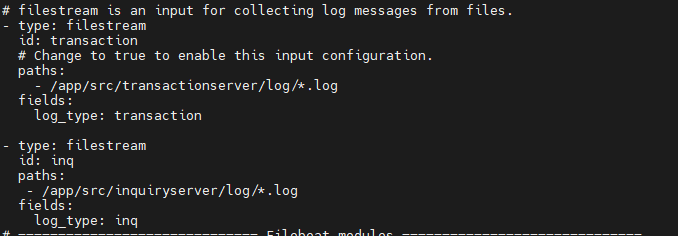 # filestream is an input for collecting log messages from files.
- type: filestream
  id: transaction
  # Change to true to enable this input configuration.
  paths:
    - /app/src/transactionserver/log/*.log
  fields:
    log_type: transaction

- type: filestream
  id: inq
  paths:
   - /app/src/inquiryserver/log/*.log
  fields:
    log_type: inq
# ============================== Filebeat modules ==============================